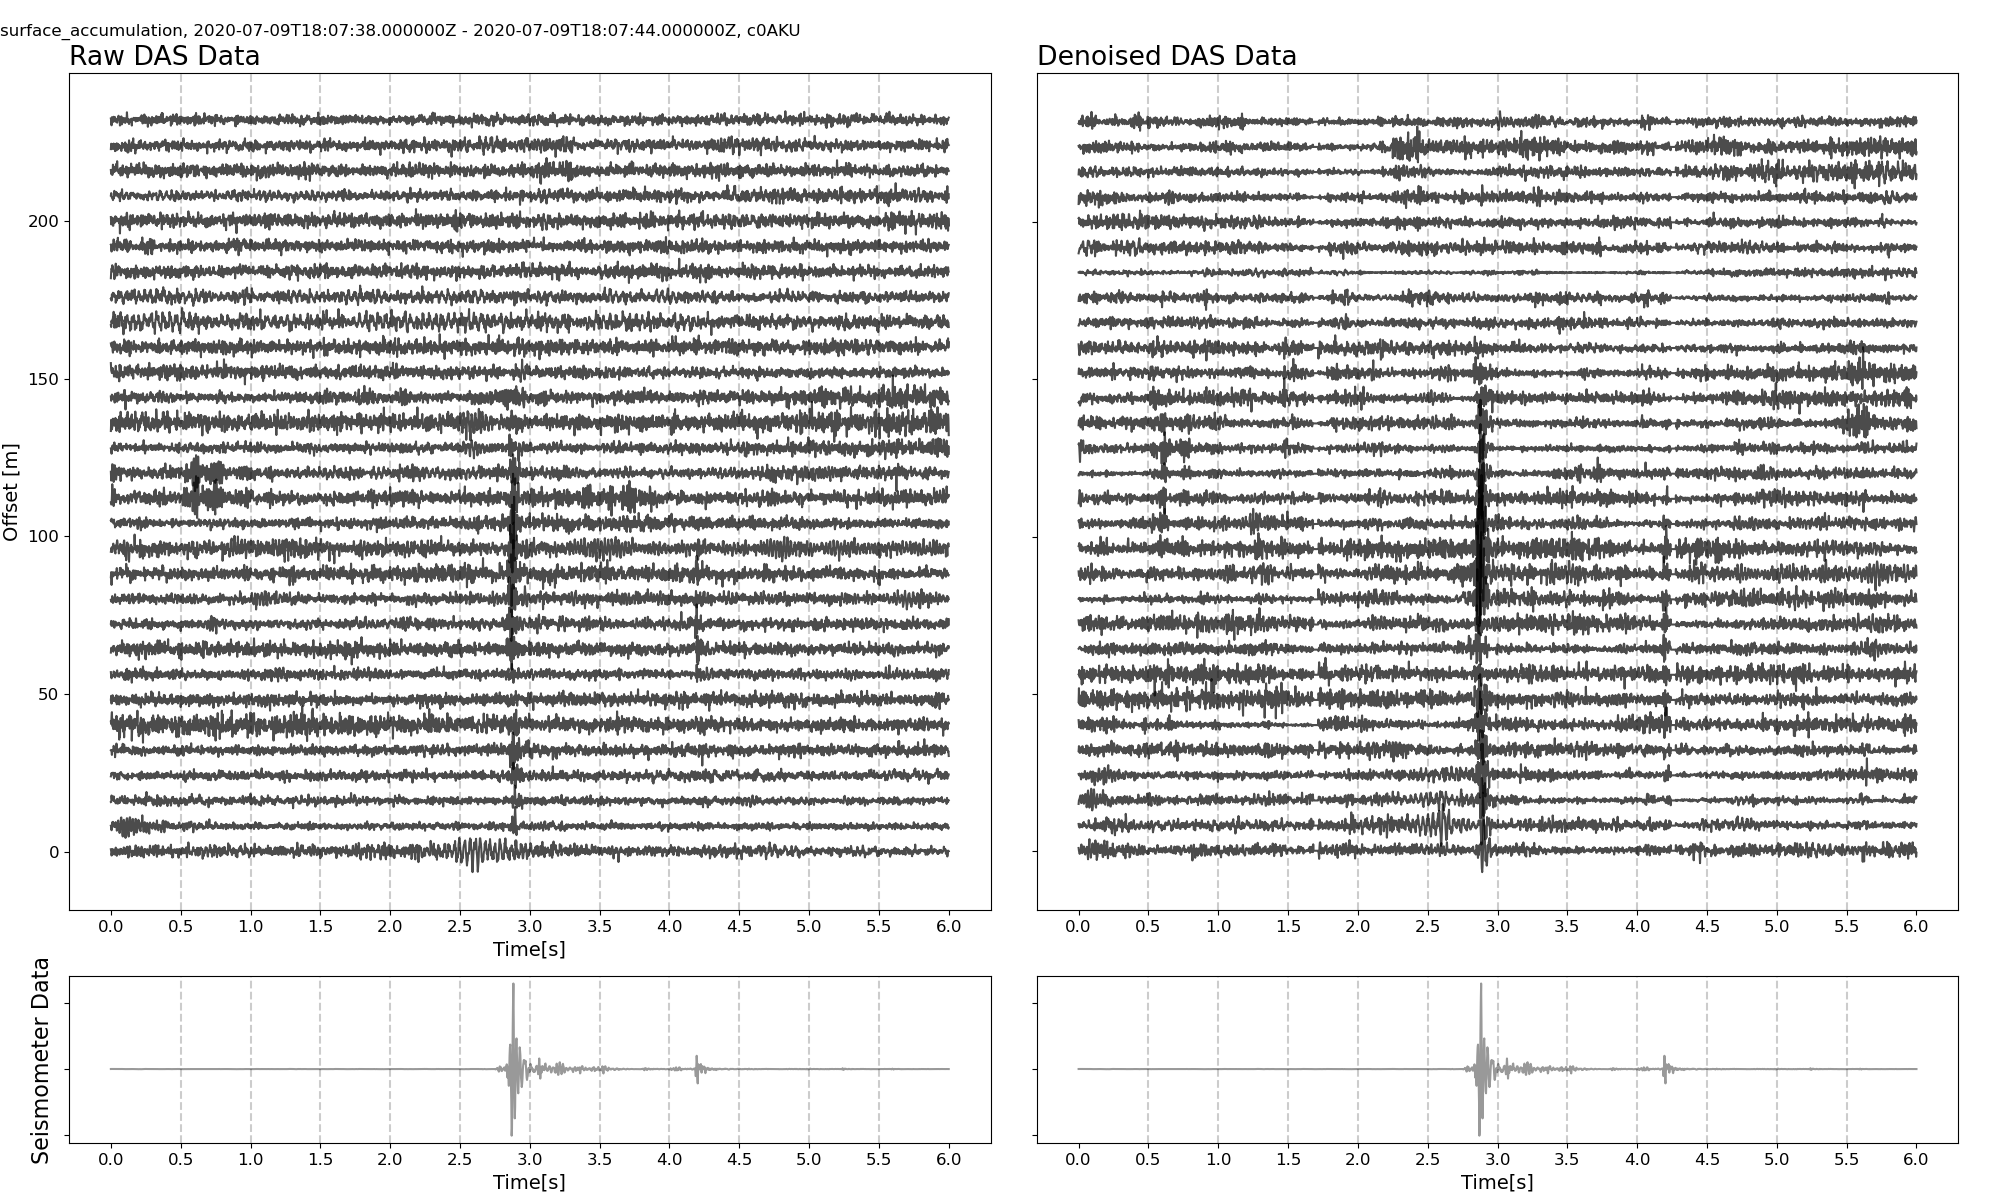 surface_accumulation, 2020-07-09T18:07:38.000000Z - 2020-07-09T18:07:44.000000Z, c0AKU
Raw DAS Data
Denoised DAS Data
Offset [m]
200
150
100
50
0
0.0 0.5 1.0 1.5 2.0 2.5 3.0 3.5 4.0 4.5 5.0 5.5 6.0
Time[s]
0.0 0.5 1.0 1.5 2.0 2.5 3.0 3.5 4.0 4.5 5.0 5.5 6.0
Seismometer Data
0.0 0.5 1.0 1.5 2.0 2.5 3.0 3.5 4.0 4.5 5.0 5.5 6.0
Time[s]
0.0 0.5 1.0 1.5 2.0 2.5 3.0 3.5 4.0 4.5 5.0 5.5 6.0
Time[s]